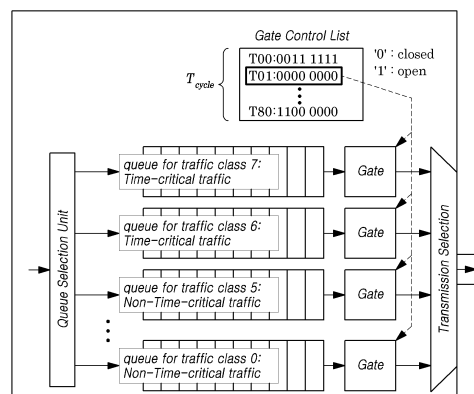 Gate Control List
T00:0011 1111
T01:0000 0000
T80:1100 0000
T cycle
'0' : closed
'1' : open
Queue Selection Unit
queue for traffic class 7:
Time-critical traffic
Gate
queue for traffic class 6:
Time-critical traffic
Gate
queue for traffic class 5:
Non-Time-critical traffic
Gate
queue for traffic class 0:
Non-Time-critical traffic
Gate
Transmission Selection